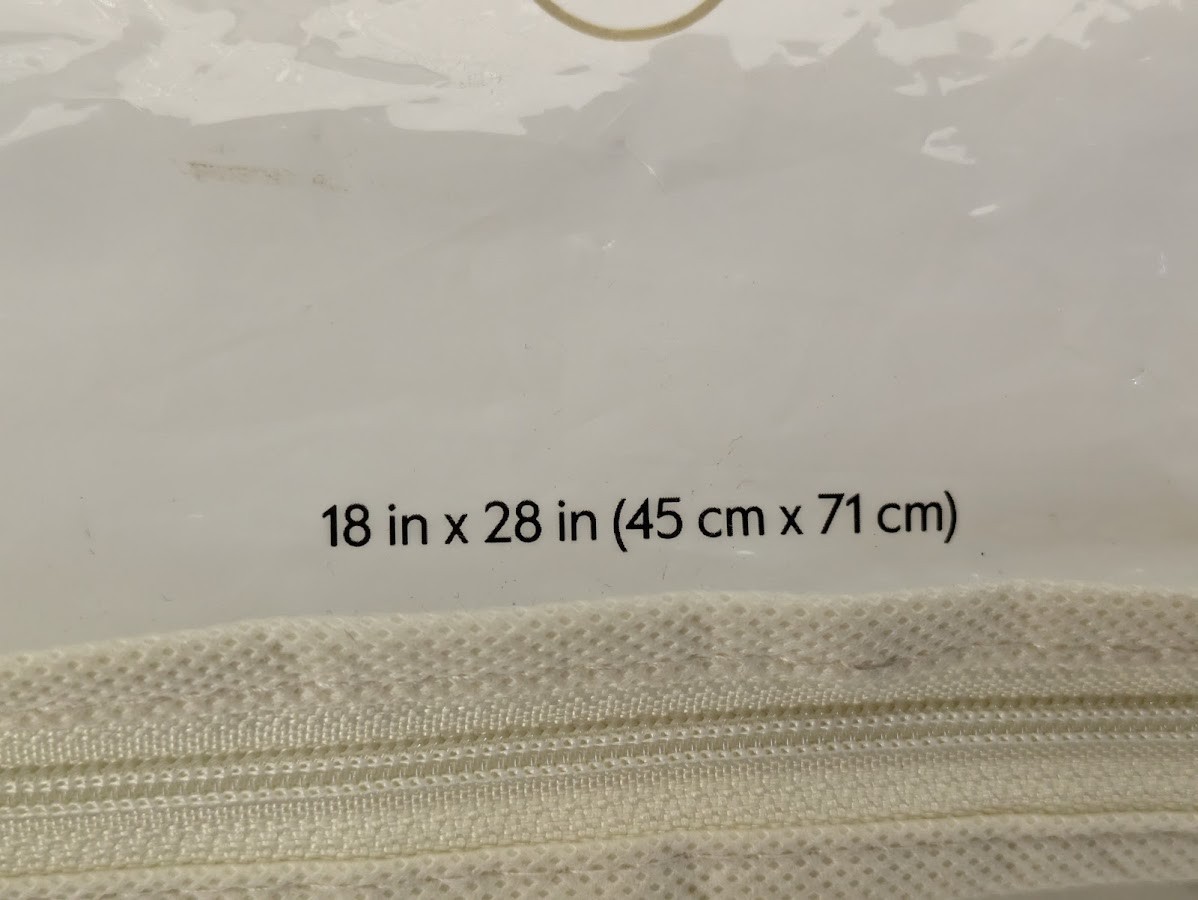 18 in x 28 in (45 cm x 71 cm)